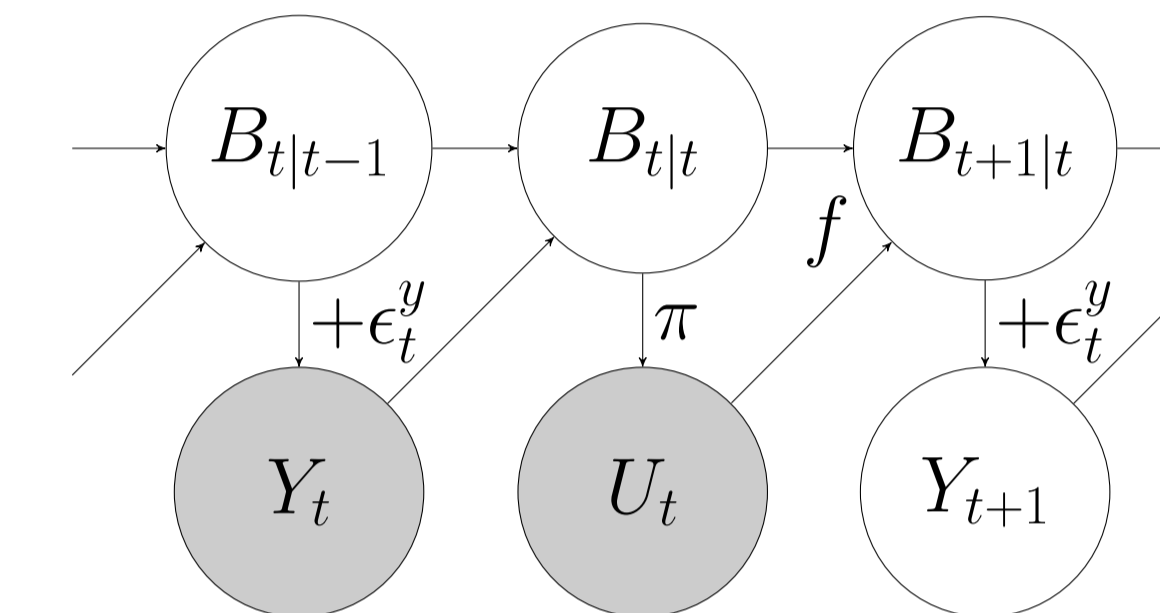 B_{t|t−1} B_{t|t} B_{t+1|t}
f
+ϵ_t^y π +ϵ_t^y
Y_t U_t Y_{t+1}